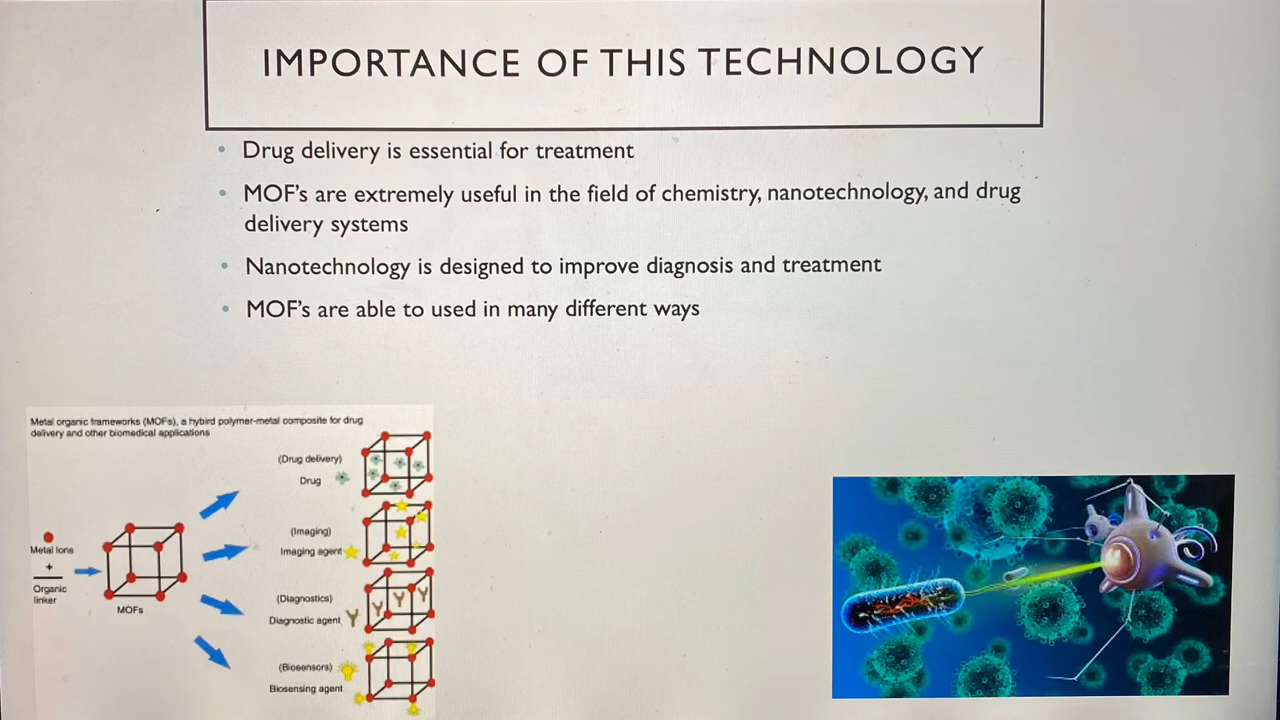 IMPORTANCE OF THIS TECHNOLOGY
• Drug delivery is essential for treatment
• MOF's are extremely useful in the field of chemistry, nanotechnology, and drug
delivery systems
• Nanotechnology is designed to improve diagnosis and treatment
• MOF's are able to used in many different ways
Metal organic frameworks (MOFs), a hybird polymer-metal composite for drug
delivery and other biomedical applications
(Drug delivery)
Drug
(Imaging)
Imaging agent
Metal Ions
+
Organic
linker
MOFs
(Diagnostics)
Diagnostic agent
(Biosensors)
Biosensing agent